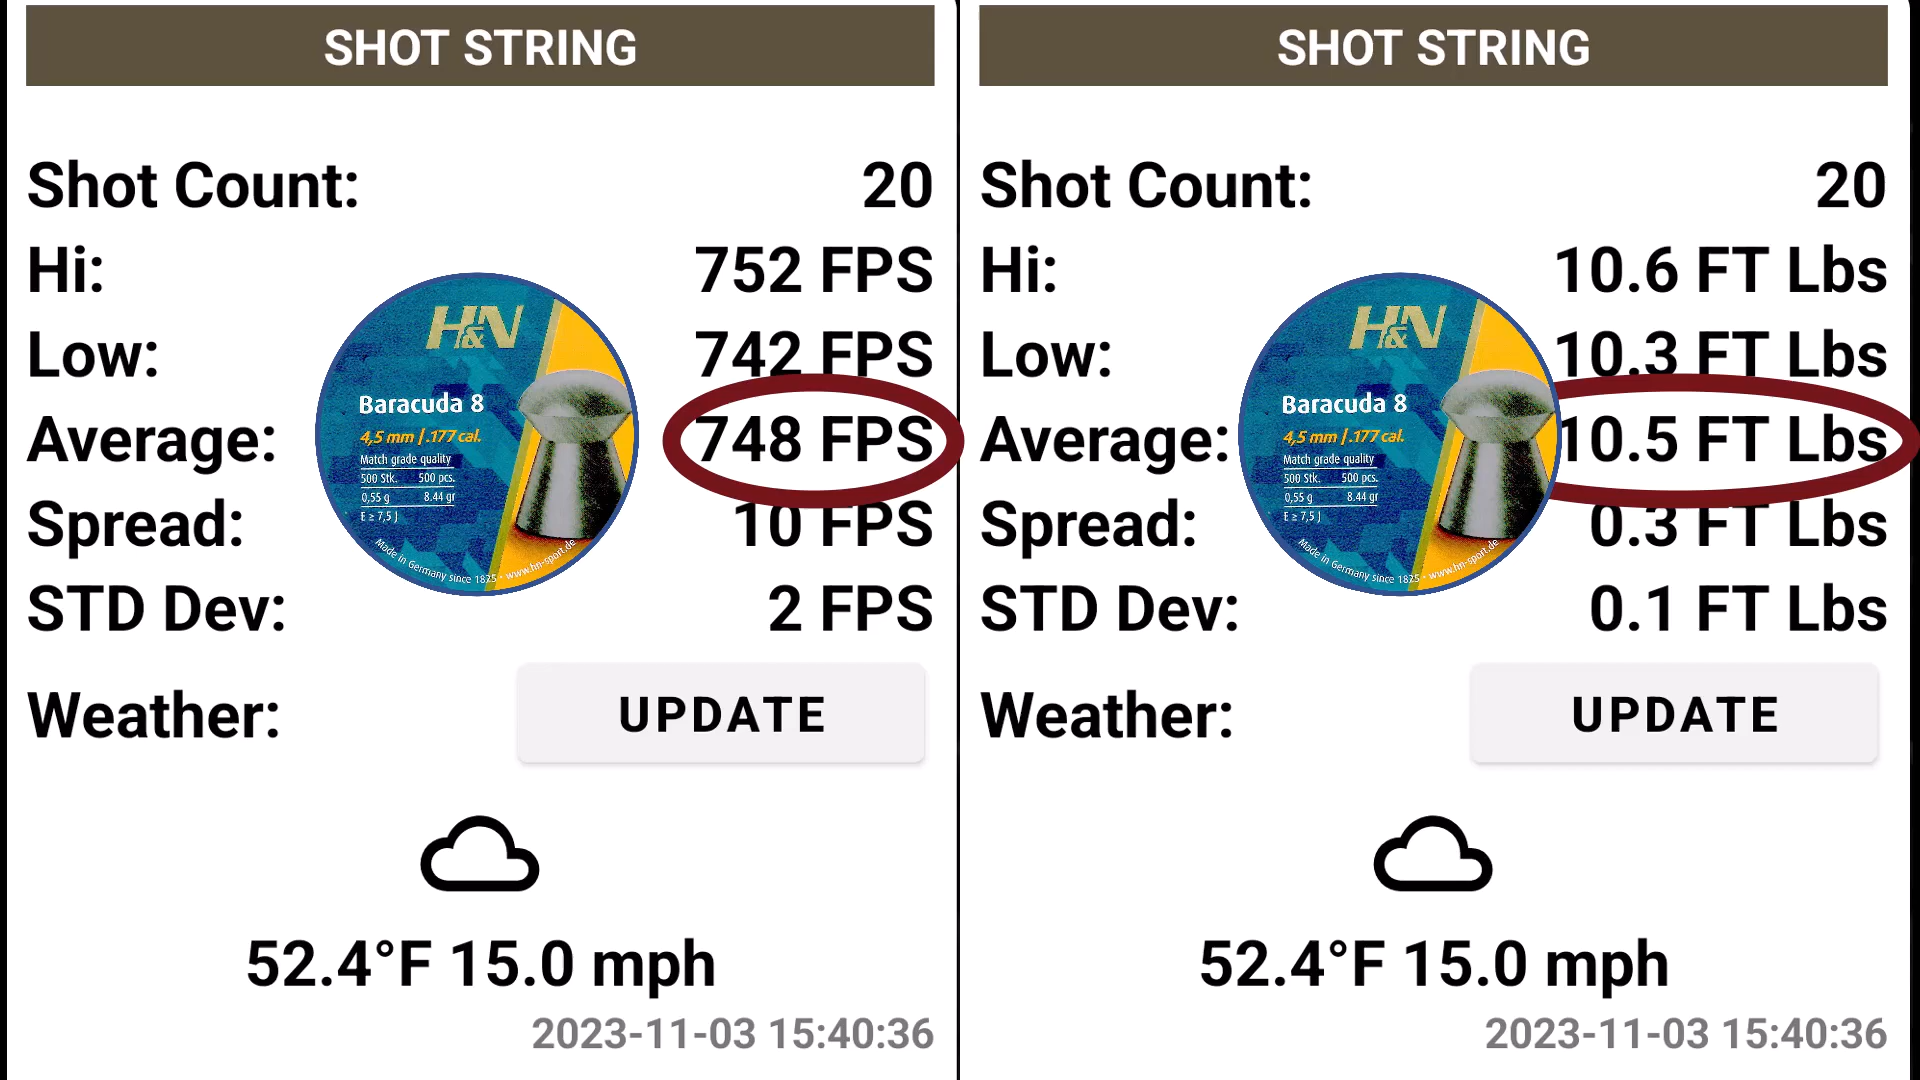 SHOT STRING
Shot Count: 20
Hi: 752 FPS
Low: 742 FPS
Average: 748 FPS
Spread: 10 FPS
STD Dev: 2 FPS
Weather: UPDATE
52.4°F 15.0 mph
2023-11-03 15:40:36
H&N
Baracuda 8
4,5 mm | .177 cal.
Match grade quality
500 Stk. 500 pcs.
0,55 g 8.44 gr
E ≥ 7,5 J
Made in Germany since 1825 • www.hn-sport.de
SHOT STRING
Shot Count: 20
Hi: 10.6 FT Lbs
Low: 10.3 FT Lbs
Average: 10.5 FT Lbs
Spread: 0.3 FT Lbs
STD Dev: 0.1 FT Lbs
Weather: UPDATE
52.4°F 15.0 mph
2023-11-03 15:40:36
H&N
Baracuda 8
4,5 mm | .177 cal.
Match grade quality
500 Stk. 500 pcs.
0,55 g 8.44 gr
E ≥ 7,5 J
Made in Germany since 1825 • www.hn-sport.de